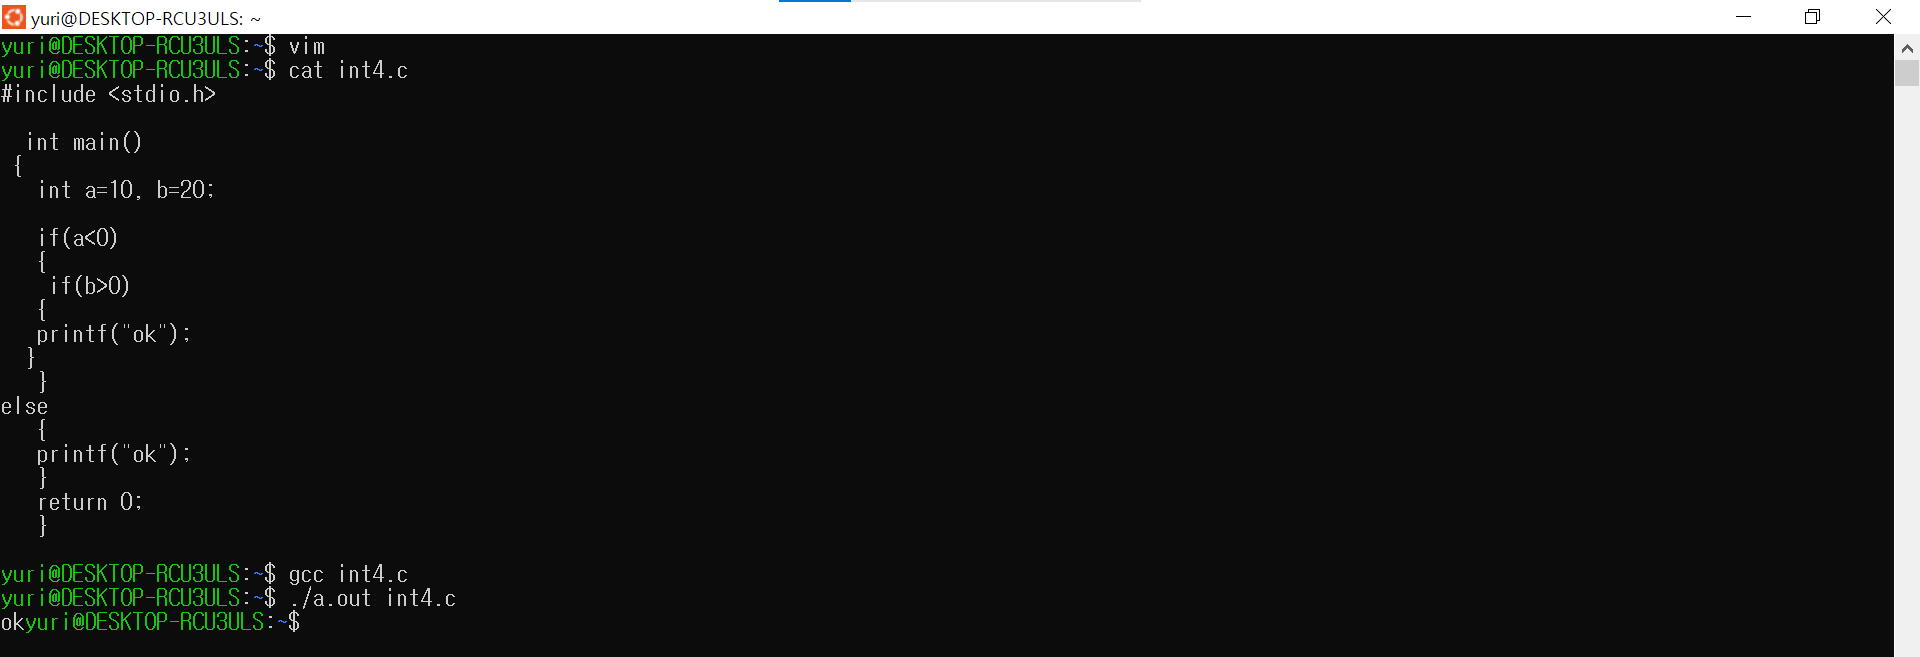 yuri@DESKTOP-RCU3ULS: ~
yuri@DESKTOP-RCU3ULS:~$ vim
yuri@DESKTOP-RCU3ULS:~$ cat int4.c
#include <stdio.h>
int main()
{
int a=10, b=20;
if(a<0)
{
if(b>0)
{
printf("ok");
}
}
else
{
printf("ok");
}
return 0;
}
yuri@DESKTOP-RCU3ULS:~$ gcc int4.c
yuri@DESKTOP-RCU3ULS:~$ ./a.out int4.c
okyuri@DESKTOP-RCU3ULS:~$